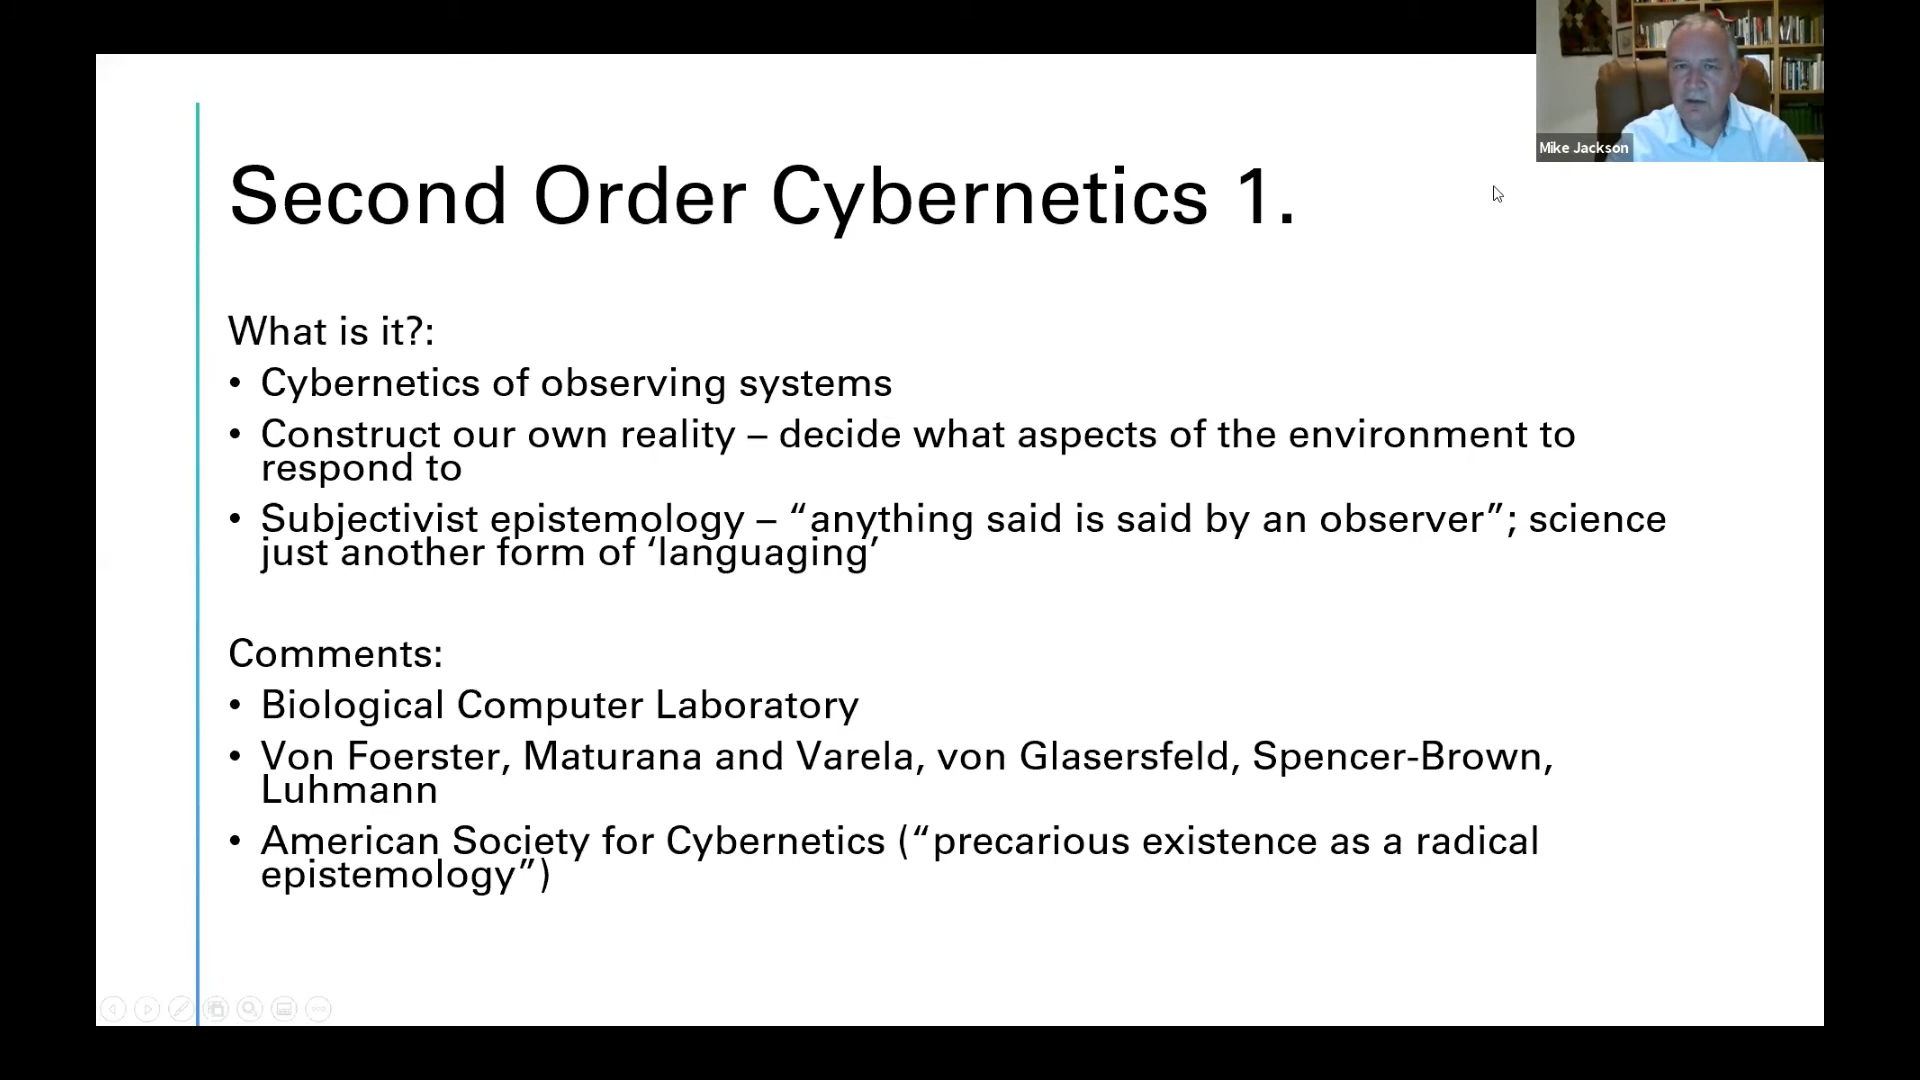 Mike Jackson
Second Order Cybernetics 1.
What is it?:
• Cybernetics of observing systems
• Construct our own reality – decide what aspects of the environment to
respond to
• Subjectivist epistemology – “anything said is said by an observer”; science
just another form of ‘languaging’
Comments:
• Biological Computer Laboratory
• Von Foerster, Maturana and Varela, von Glasersfeld, Spencer-Brown,
Luhmann
• American Society for Cybernetics (“precarious existence as a radical
epistemology”)